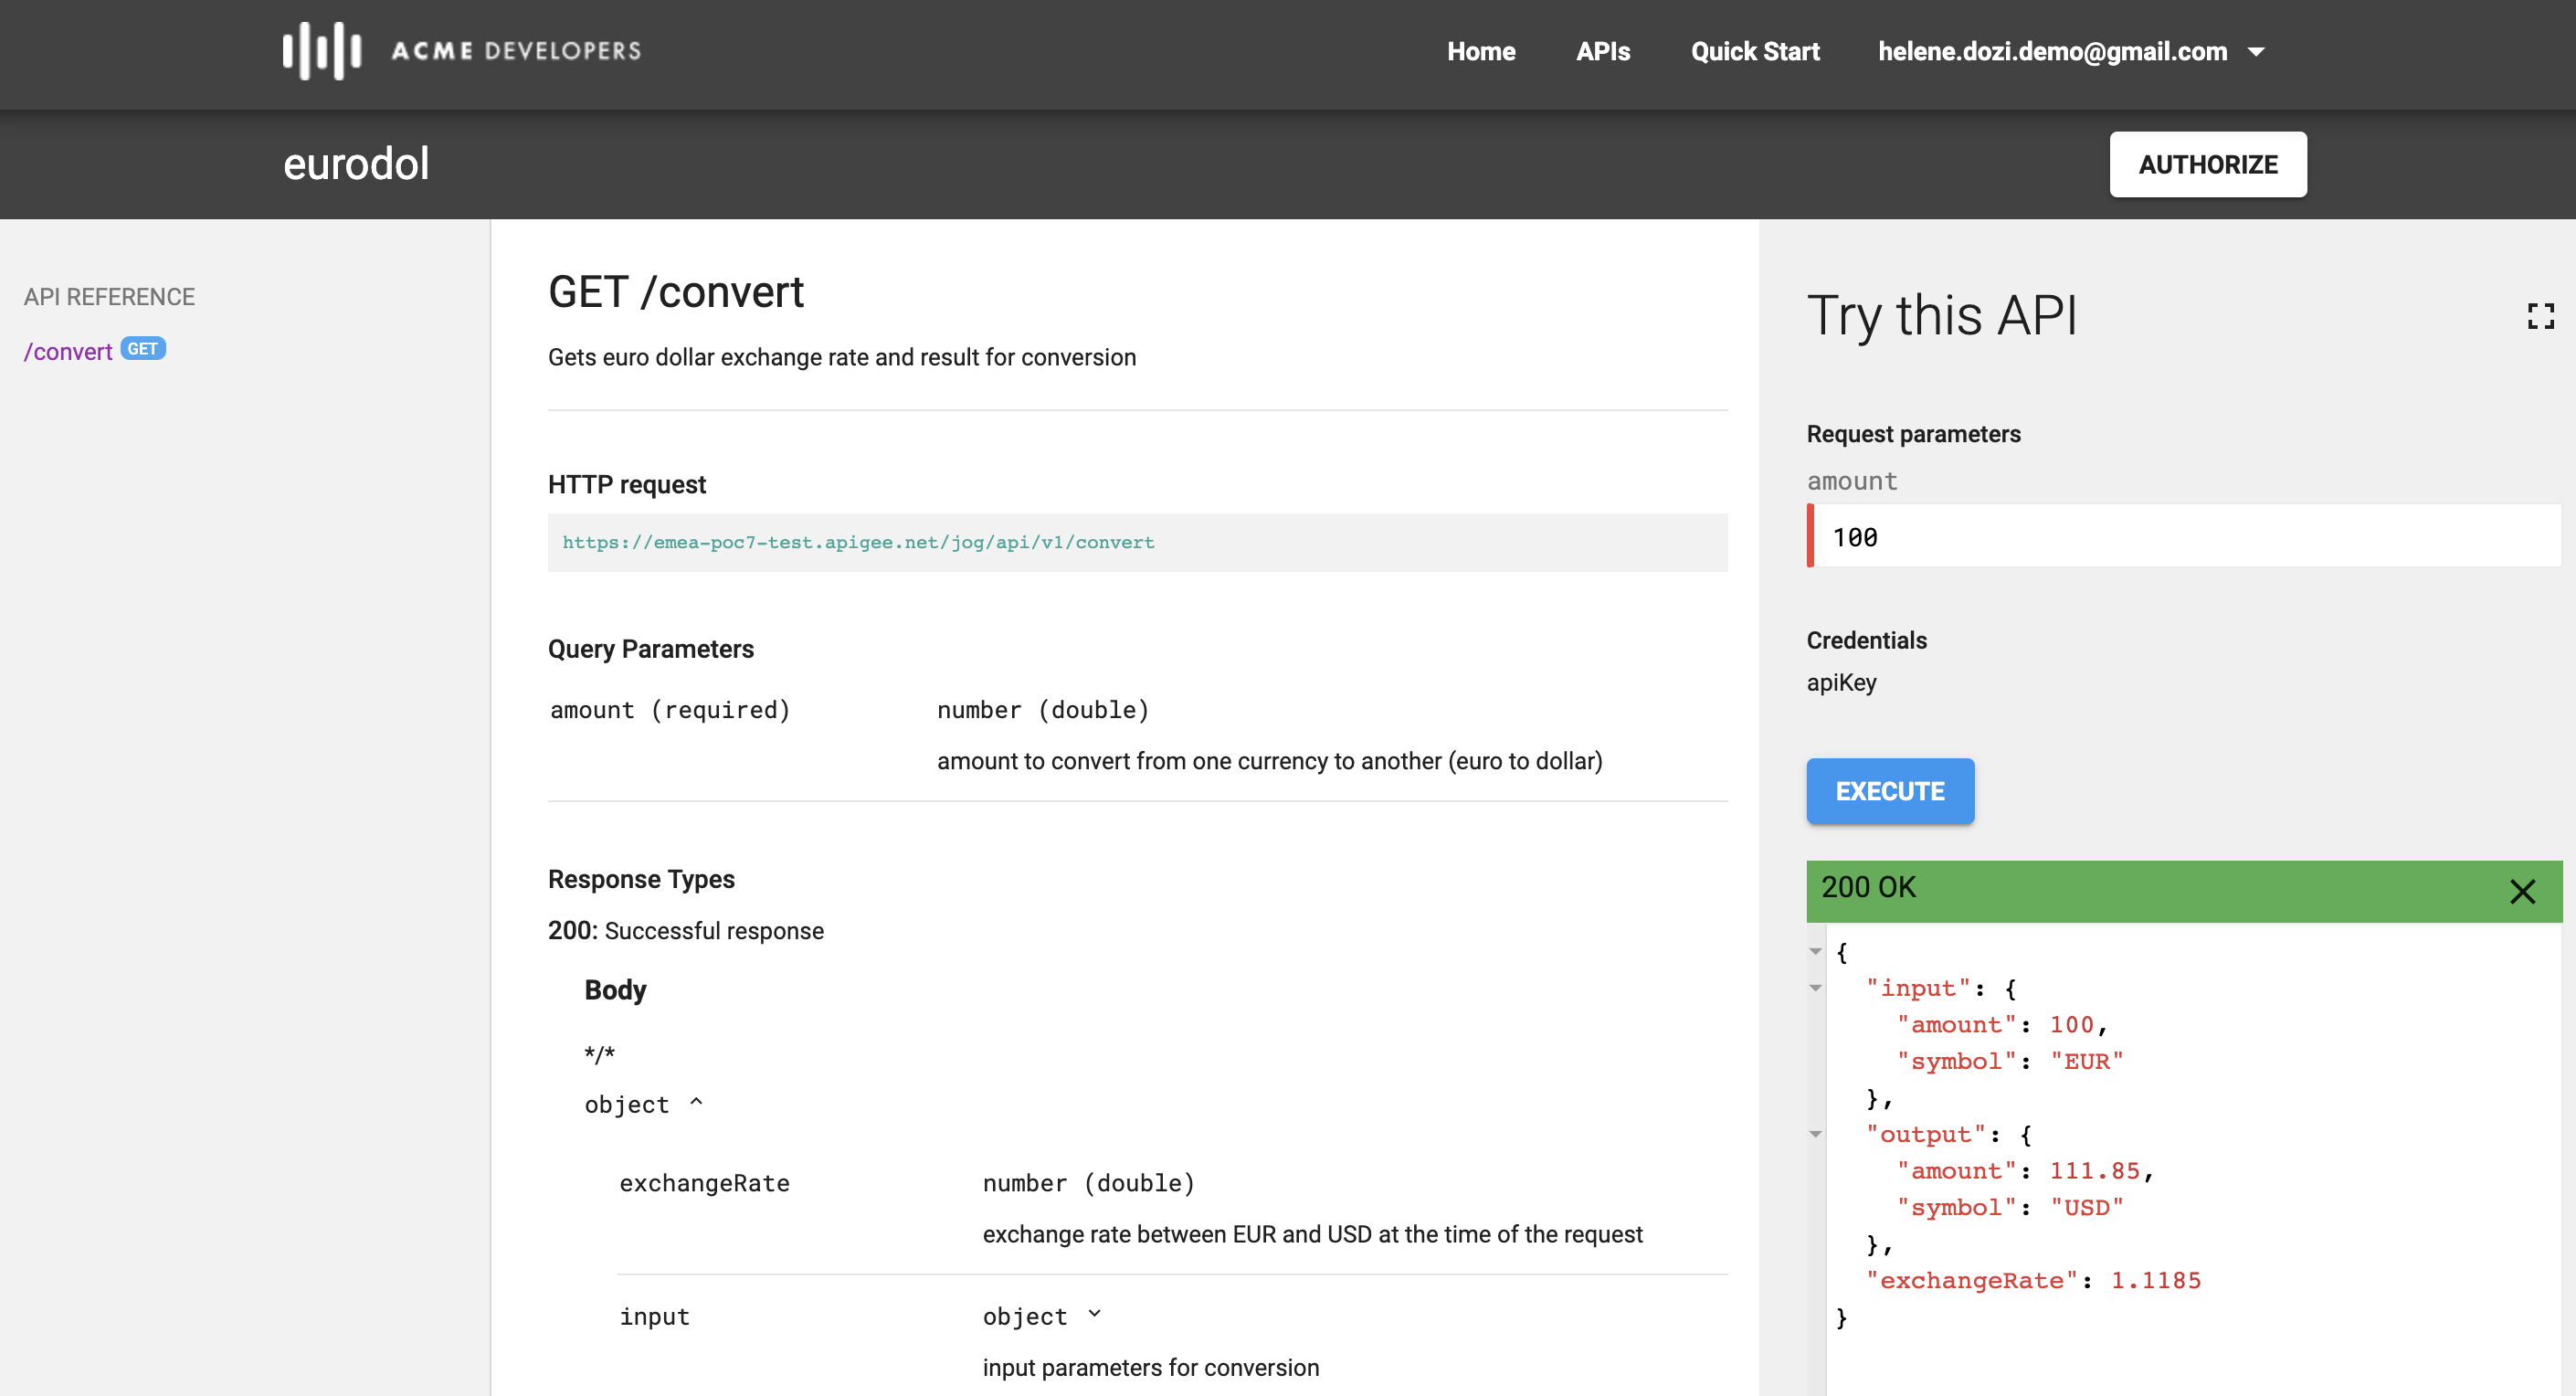 ACME DEVELOPERS
Home APIs Quick Start helene.dozi.demo@gmail.com
eurodol
AUTHORIZE
API REFERENCE
/convert GET
GET /convert
Gets euro dollar exchange rate and result for conversion
HTTP request
https://emea-poc7-test.apigee.net/jog/api/v1/convert
Query Parameters
amount (required) number (double)
amount to convert from one currency to another (euro to dollar)
Response Types
200: Successful response
Body
*/*
object
exchangeRate number (double)
exchange rate between EUR and USD at the time of the request
input object
input parameters for conversion
Try this API
Request parameters
amount
100
Credentials
apiKey
EXECUTE
200 OK
{
"input": {
"amount": 100,
"symbol": "EUR"
},
"output": {
"amount": 111.85,
"symbol": "USD"
},
"exchangeRate": 1.1185
}